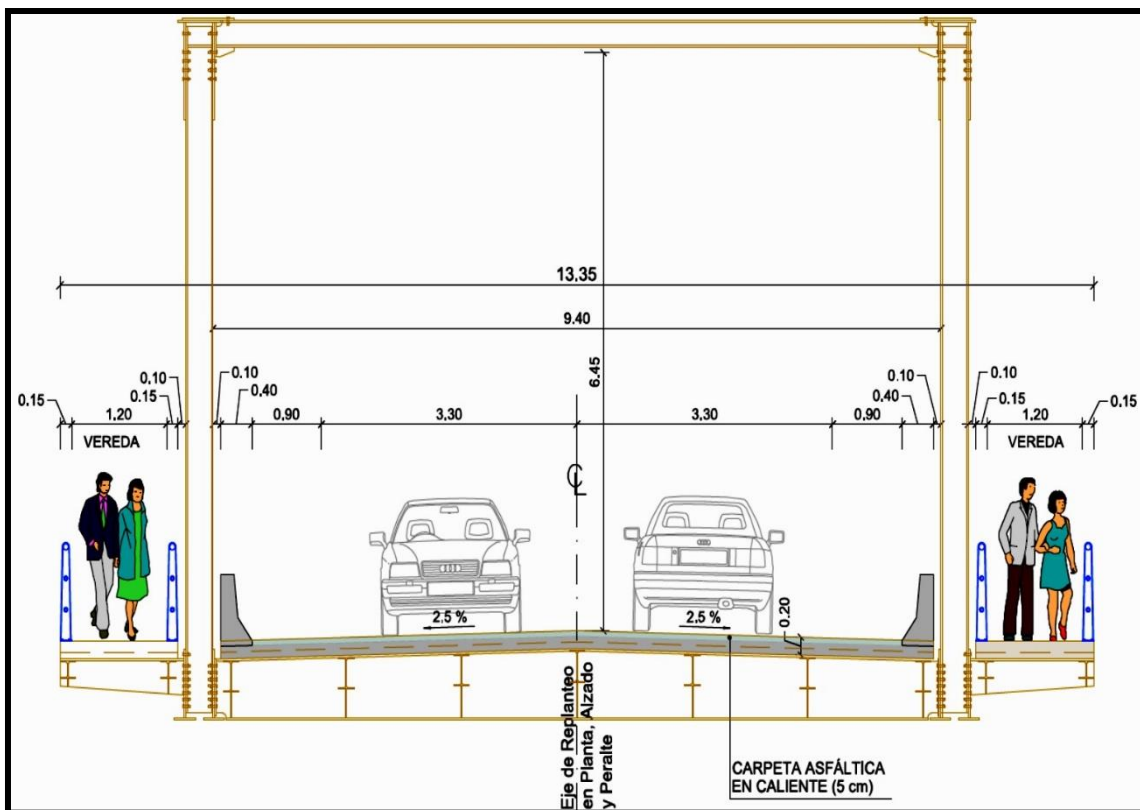 13.35
9.40
6.45
0.15
1,20
0,10
0.15
VEREDA
0.10
0,40
0,90
3,30
3,30
0,90
0.10
0,40
0.10
0.15
1,20
0.15
VEREDA
C
L
2.5 %
2.5 %
0.20
Eje de Replanteo
en Planta, Alzado
y Peralte
CARPETA ASFÁLTICA
EN CALIENTE (5 cm)